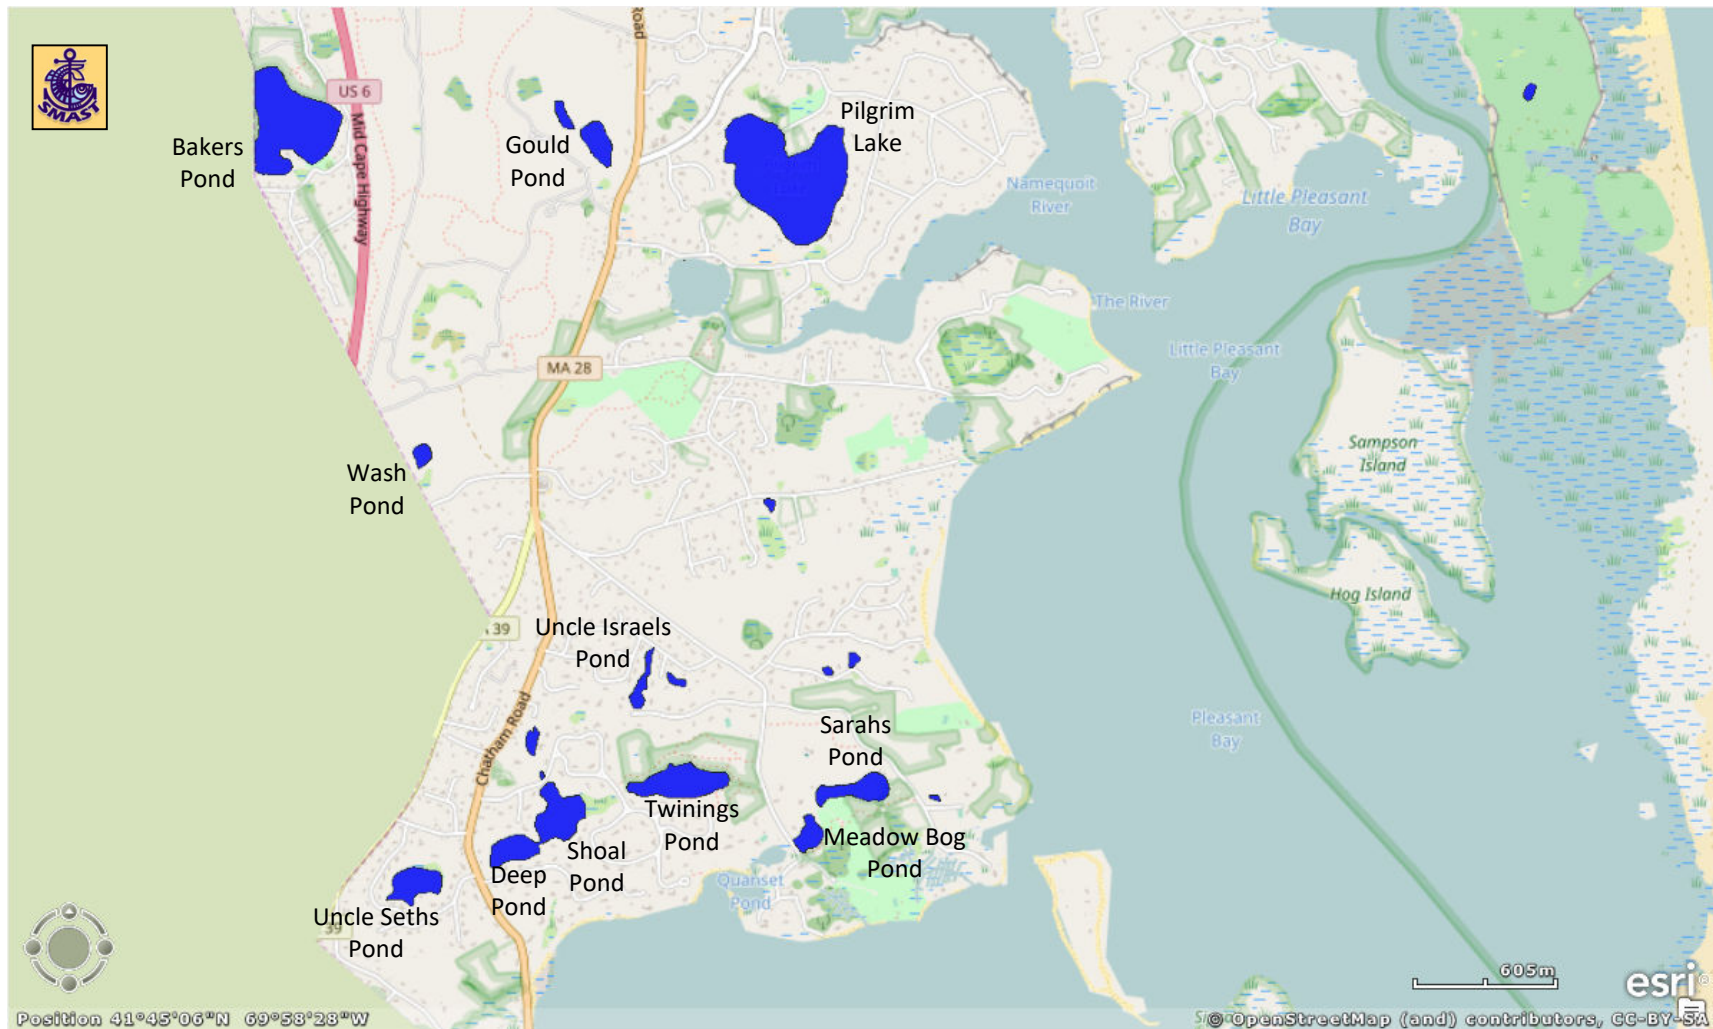 Road
SMAST
US 6
Mid Cape Highway
Bakers
Pond
Gould
Pond
Pilgrim
Lake
Namequoit
River
Little Pleasant
Bay
The River
Little Pleasant
Bay
MA 28
Sampson
Island
Wash
Pond
Hog Island
39
Uncle Israels
Pond
Chatham Road
Sarahs
Pond
Pleasant
Bay
Twinings
Pond
Meadow Bog
Pond
Shoal
Pond
Deep
Pond
Quanset
Pond
Uncle Seths
Pond
39
605m
esri
Position 41°45'06"N 69°58'28"W
© OpenStreetMap (and) contributors, CC-BY-SA